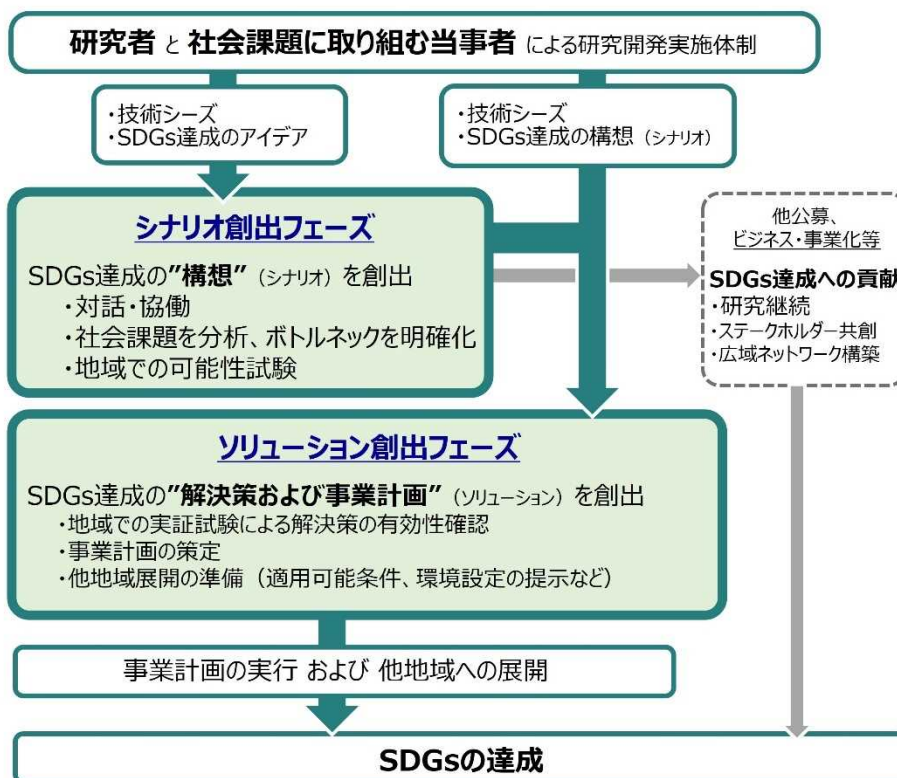 研究者 と 社会課題に取り組む当事者 による研究開発実施体制
・技術シーズ
・SDGs達成のアイデア
・技術シーズ
・SDGs達成の構想（シナリオ）
シナリオ創出フェーズ
SDGs達成の”構想”（シナリオ）を創出
・対話・協働
・社会課題を分析、ボトルネックを明確化
・地域での可能性試験
他公募、
ビジネス・事業化等
SDGs達成への貢献
・研究継続
・ステークホルダー共創
・広域ネットワーク構築
ソリューション創出フェーズ
SDGs達成の”解決策および事業計画”（ソリューション）を創出
・地域での実証試験による解決策の有効性確認
・事業計画の策定
・他地域展開の準備（適用可能条件、環境設定の提示など）
事業計画の実行 および 他地域への展開
SDGsの達成